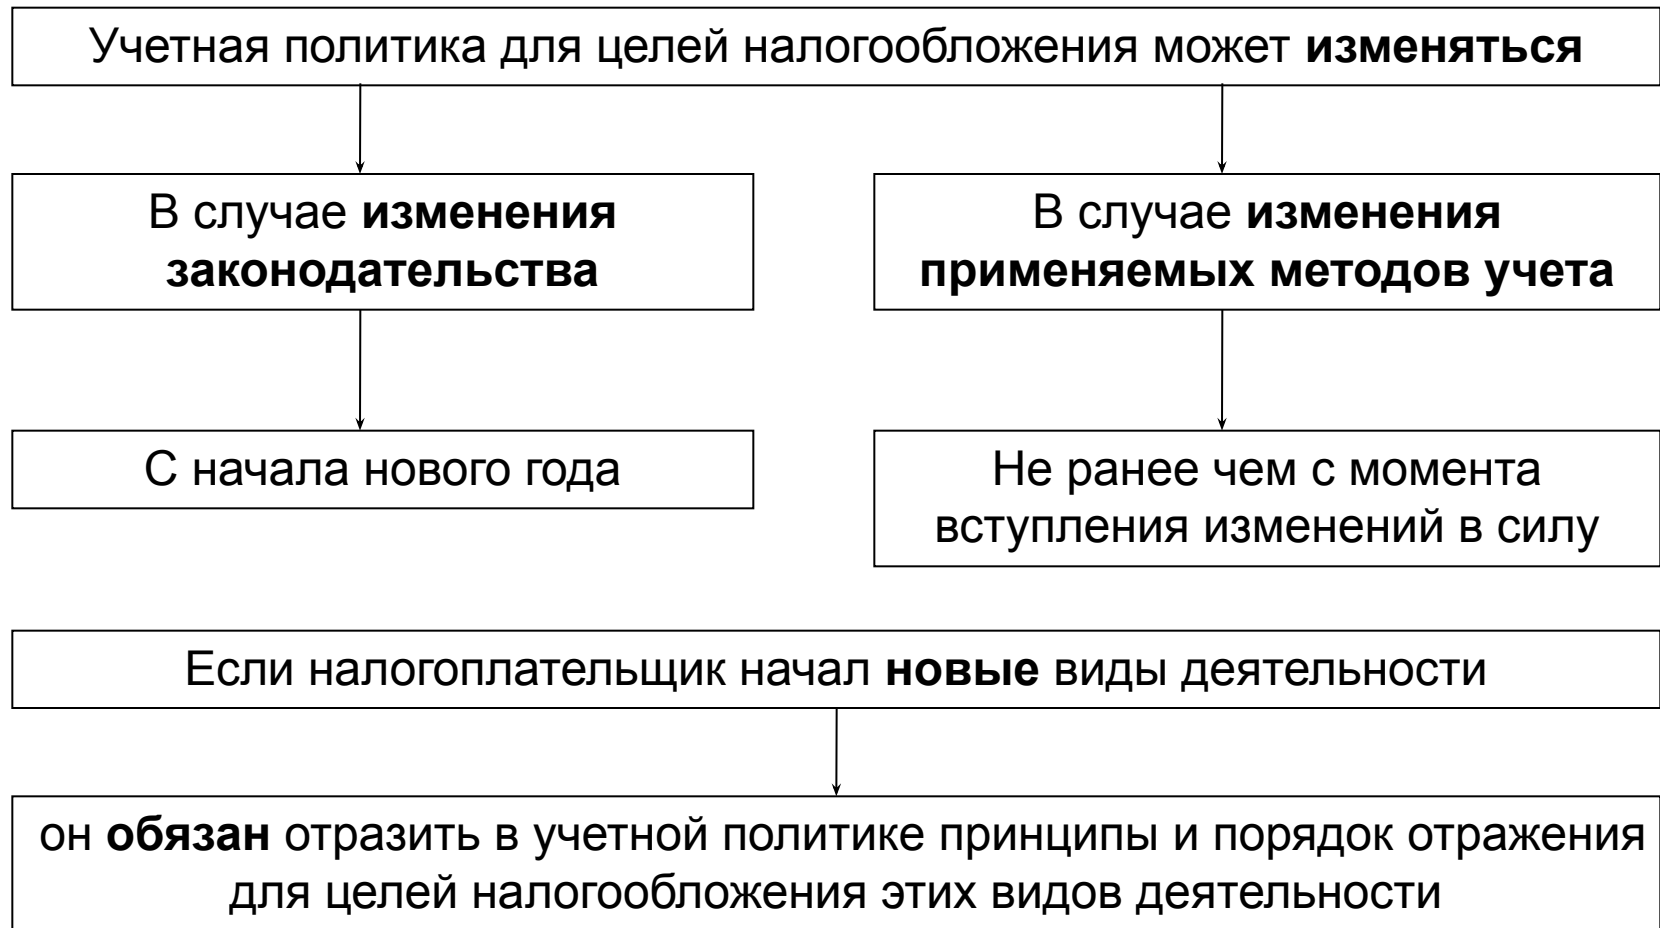 Учетная политика для целей налогообложения может изменяться
В случае изменения
законодательства
В случае изменения
применяемых методов учета
С начала нового года
Не ранее чем с момента
вступления изменений в силу
Если налогоплательщик начал новые виды деятельности
он обязан отразить в учетной политике принципы и порядок отражения
для целей налогообложения этих видов деятельности